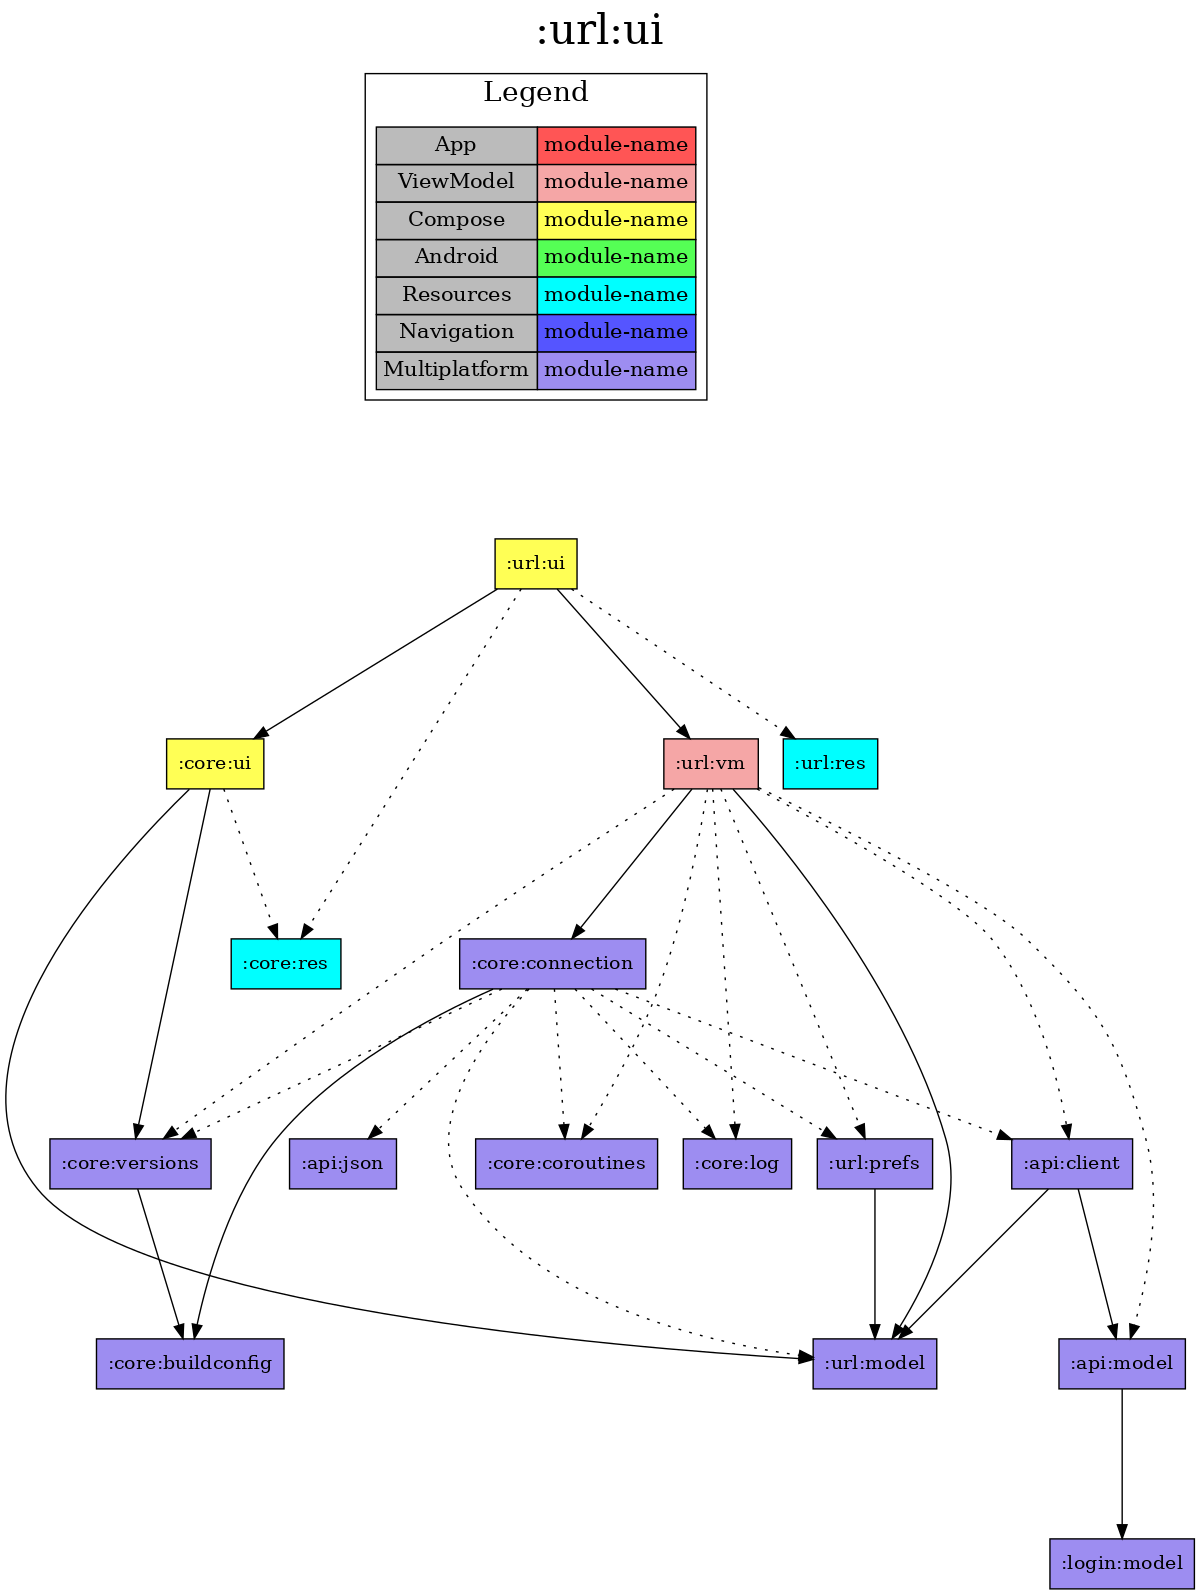 :url:ui
Legend
App module-name
ViewModel module-name
Compose module-name
Android module-name
Resources module-name
Navigation module-name
Multiplatform module-name
:url:ui
:core:ui :url:vm :url:res
:core:res :core:connection
:core:versions :api:json :core:coroutines :core:log :url:prefs :api:client
:core:buildconfig :url:model :api:model
:login:model